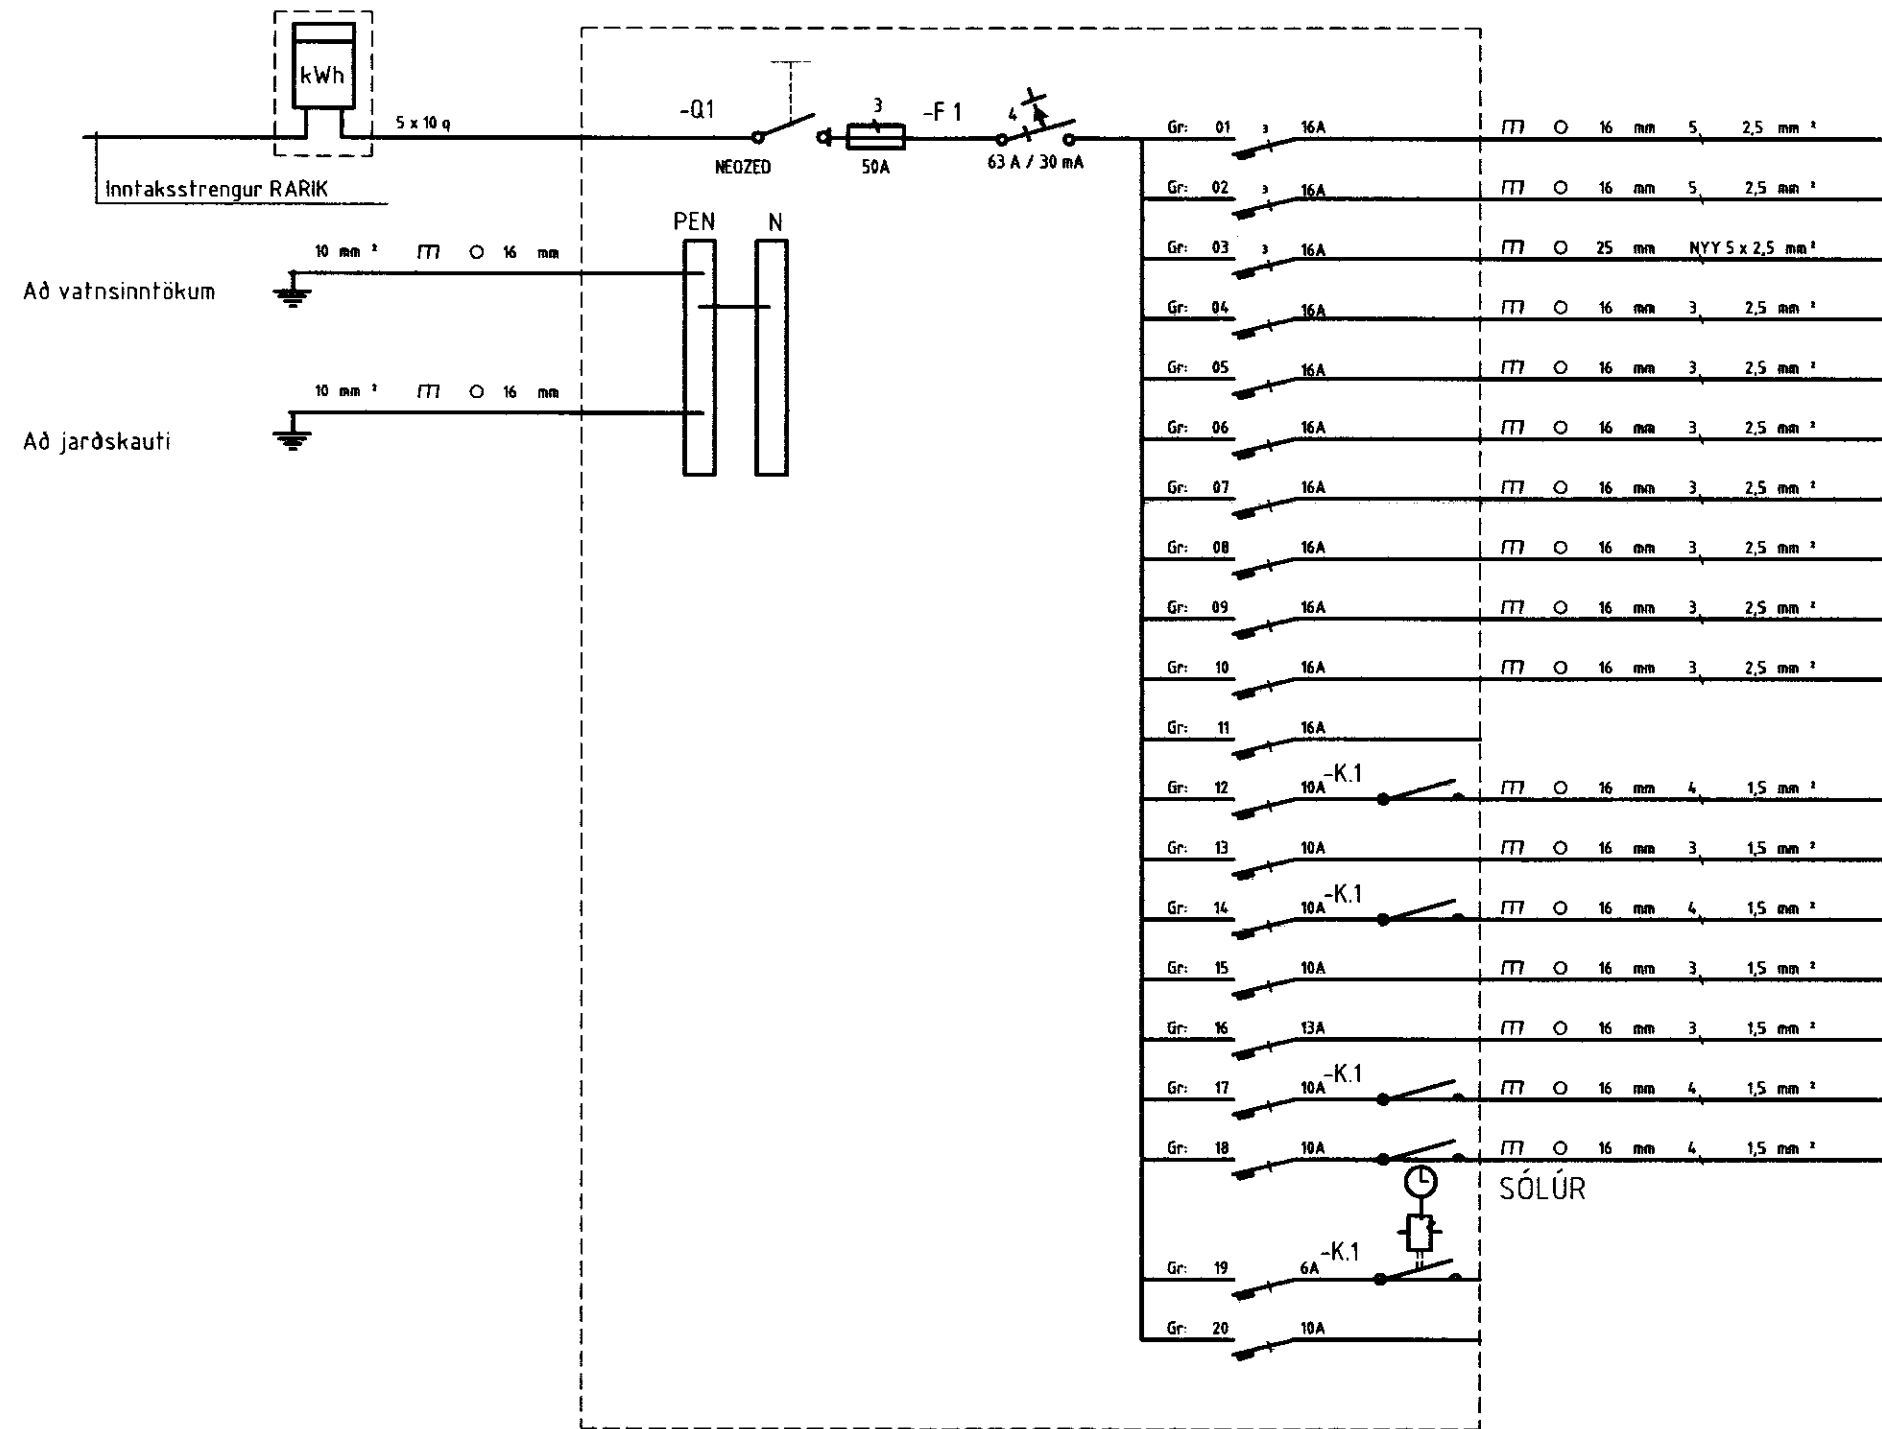 kWh
5 x 10 q
-Q1
NEOZED
3
50A
-F 1
4
63 A / 30 mA
Inntaksstrengur RARIK
PEN N
10 mm ² 16 mm
Að vatnsinntökum
10 mm ² 16 mm
Að jarðskauti
Gr: 01 3 16A 16 mm 5 2,5 mm ²
Gr: 02 3 16A 16 mm 5 2,5 mm ²
Gr: 03 3 16A 25 mm NYY 5 x 2,5 mm ²
Gr: 04 16A 16 mm 3 2,5 mm ²
Gr: 05 16A 16 mm 3 2,5 mm ²
Gr: 06 16A 16 mm 3 2,5 mm ²
Gr: 07 16A 16 mm 3 2,5 mm ²
Gr: 08 16A 16 mm 3 2,5 mm ²
Gr: 09 16A 16 mm 3 2,5 mm ²
Gr: 10 16A 16 mm 3 2,5 mm ²
Gr: 11 16A
Gr: 12 10A -K.1 16 mm 4 1,5 mm ²
Gr: 13 10A 16 mm 3 1,5 mm ²
Gr: 14 10A -K.1 16 mm 4 1,5 mm ²
Gr: 15 10A 16 mm 3 1,5 mm ²
Gr: 16 13A 16 mm 3 1,5 mm ²
Gr: 17 10A -K.1 16 mm 4 1,5 mm ²
Gr: 18 10A 16 mm 4 1,5 mm ²
SÓLÚR
Gr: 19 6A -K.1
Gr: 20 10A